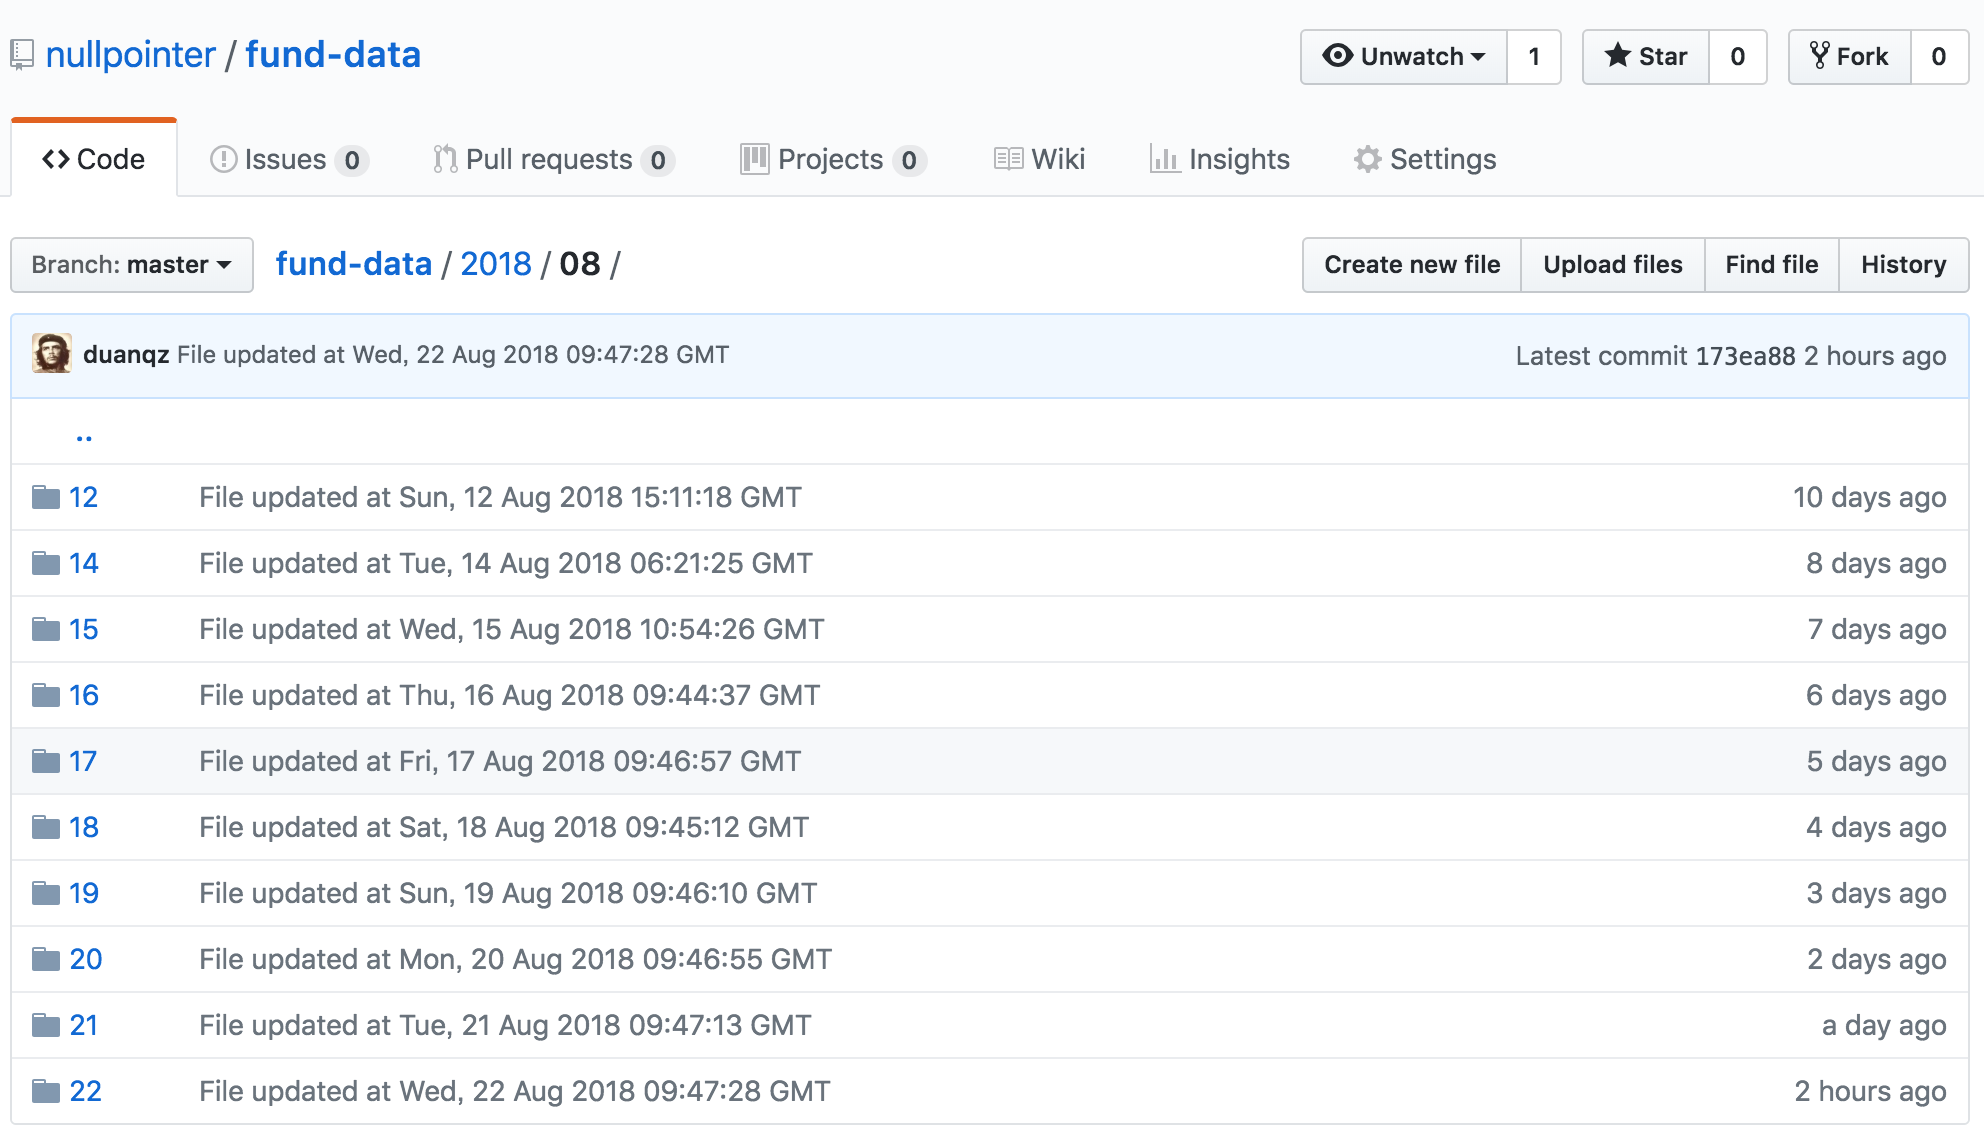 nullpointer / fund-data Unwatch 1 Star 0 Fork 0
Code Issues 0 Pull requests 0 Projects 0 Wiki Insights Settings
Branch: master fund-data / 2018 / 08 / Create new file Upload files Find file History
duanqz File updated at Wed, 22 Aug 2018 09:47:28 GMT Latest commit 173ea88 2 hours ago
..
12 File updated at Sun, 12 Aug 2018 15:11:18 GMT 10 days ago
14 File updated at Tue, 14 Aug 2018 06:21:25 GMT 8 days ago
15 File updated at Wed, 15 Aug 2018 10:54:26 GMT 7 days ago
16 File updated at Thu, 16 Aug 2018 09:44:37 GMT 6 days ago
17 File updated at Fri, 17 Aug 2018 09:46:57 GMT 5 days ago
18 File updated at Sat, 18 Aug 2018 09:45:12 GMT 4 days ago
19 File updated at Sun, 19 Aug 2018 09:46:10 GMT 3 days ago
20 File updated at Mon, 20 Aug 2018 09:46:55 GMT 2 days ago
21 File updated at Tue, 21 Aug 2018 09:47:13 GMT a day ago
22 File updated at Wed, 22 Aug 2018 09:47:28 GMT 2 hours ago